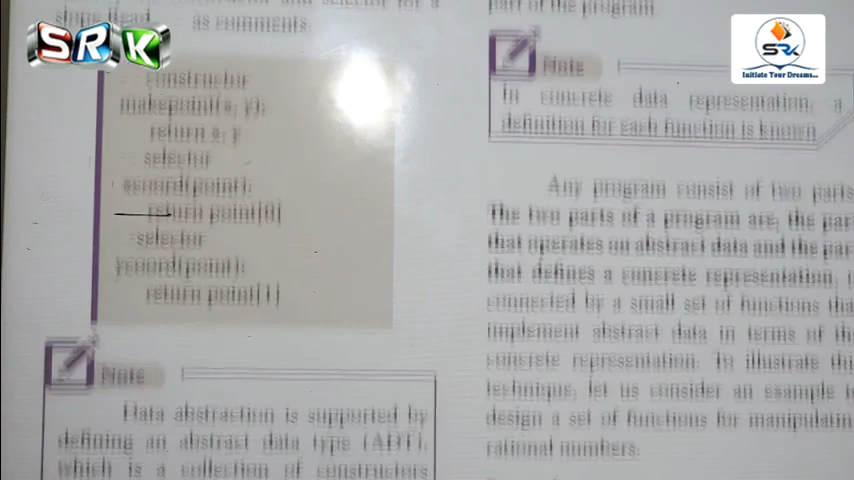 SRK
slope (lead as comments.
constructor
makepoint(x, y):
return x, y
selector
xcoord(point):
return point[0]
selector
ycoord(point):
return point[1]
Note
Data abstraction is supported by
defining an abstract data type (ADT),
which is a collection of constructors
part of the program
SRK
Initiate Your Dreams...
Note
In concrete data representation, a
definition for each function is known
Any program consist of two parts
The two parts of a program are, the par
that operates on abstract data and the par
that defines a concrete representation, i
connected by a small set of functions tha
implement abstract data in terms of th
concrete representation. To illustrate thi
technique, let us consider an example t
design a set of functions for manipulatin
rational numbers.